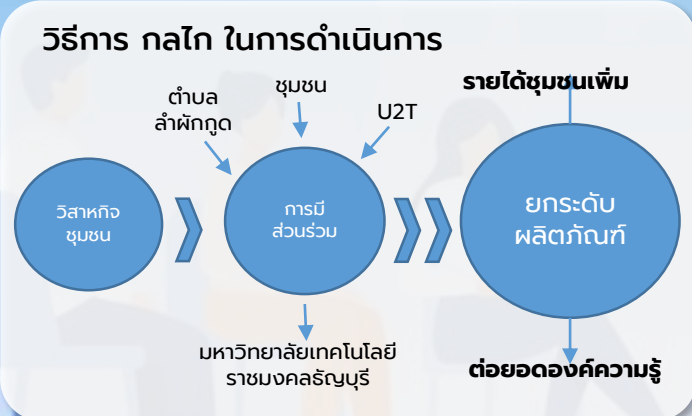 วิธีการ กลไก ในการดำเนินการ
ตำบล
ลำผักกูด
ชุมชน
U2T
รายได้ชุมชนเพิ่ม
วิสาหกิจ
ชุมชน
การมี
ส่วนร่วม
ยกระดับ
ผลิตภัณฑ์
มหาวิทยาลัยเทคโนโลยี
ราชมงคลธัญบุรี
ต่อยอดองค์ความรู้